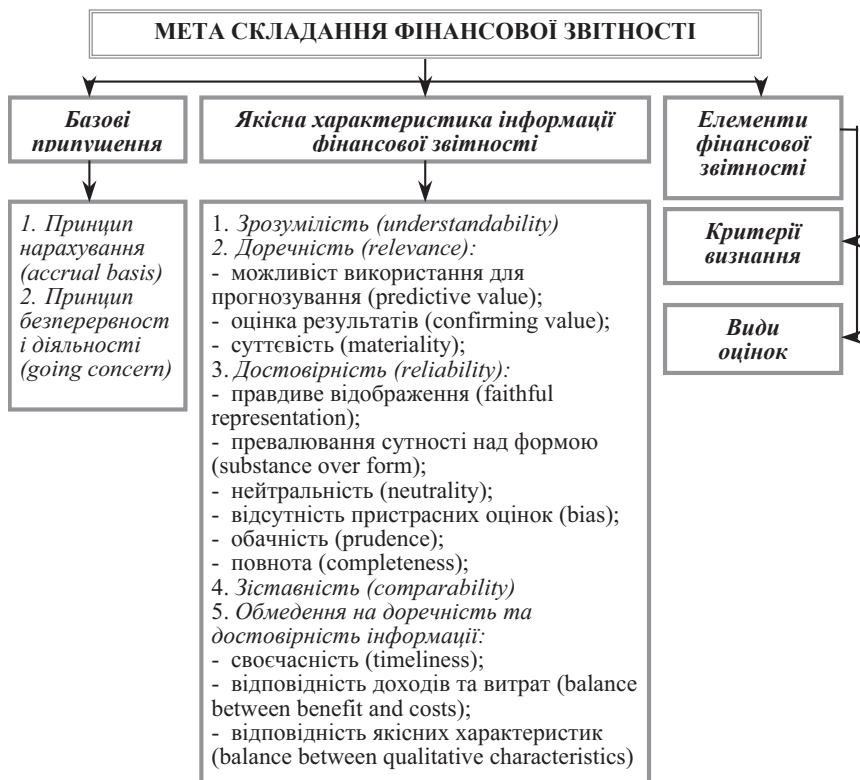 МЕТА СКЛАДАННЯ ФІНАНСОВОЇ ЗВІТНОСТІ
Базові
припущення
Якісна характеристика інформації
фінансової звітності
Елементи
фінансової
звітності
1. Принцип
нарахування
(accrual basis)
2. Принцип
безперервност
і діяльності
(going concern)
1. Зрозумілість (understandability)
2. Доречність (relevance):
- можливіст використання для
прогнозування (predictive value);
- оцінка результатів (confirming value);
- суттєвість (materiality);
3. Достовірність (reliability):
- правдиве відображення (faithful
representation);
- превалювання сутності над формою
(substance over form);
- нейтральність (neutrality);
- відсутність пристрасних оцінок (bias);
- обачність (prudence);
- повнота (completeness);
4. Зіставність (comparability)
5. Обмедення на доречність та
достовірність інформації:
- своєчасність (timeliness);
- відповідність доходів та витрат (balance
between benefit and costs);
- відповідність якісних характеристик
(balance between qualitative characteristics)
Критерії
визнання
Види
оцінок